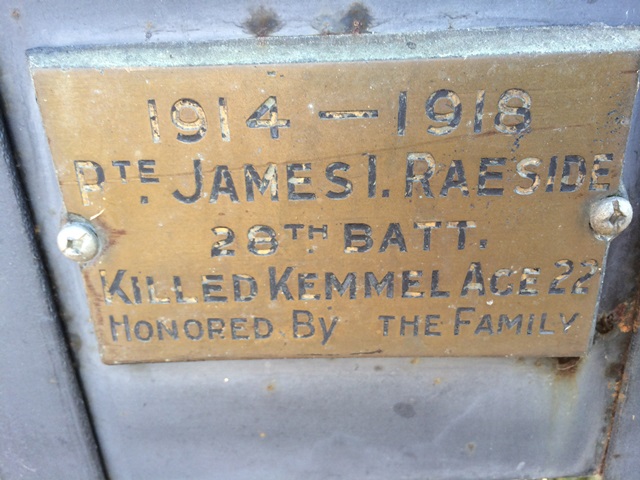 1914 — 1918
PTE. JAMES I. RAESIDE
28TH BATT.
KILLED KEMMEL AGE 22
HONORED BY THE FAMILY